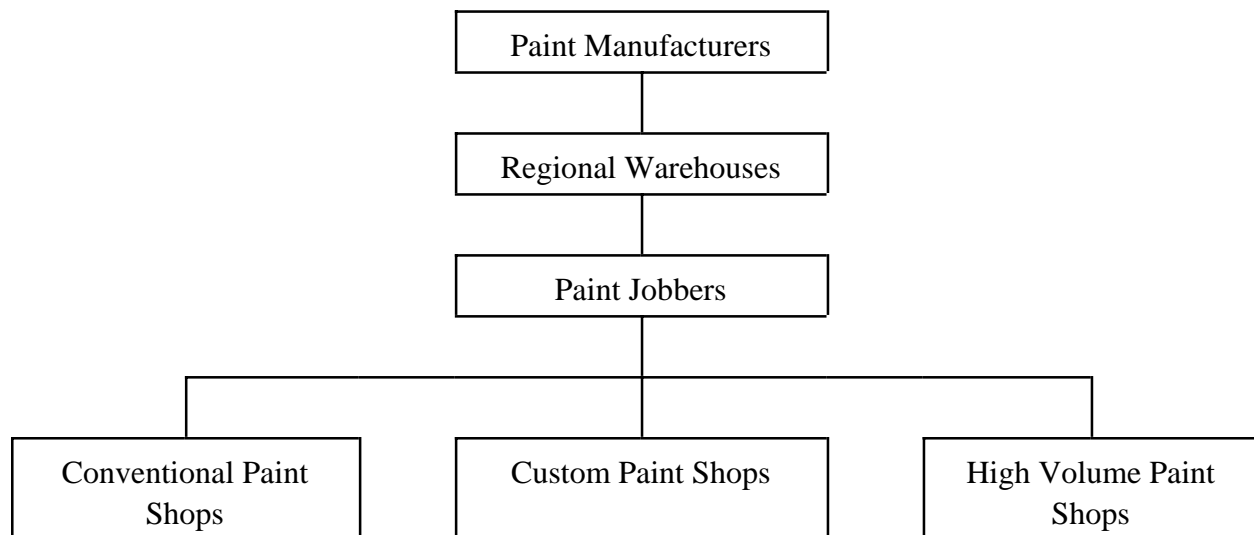 Paint Manufacturers
Regional Warehouses
Paint Jobbers
Conventional Paint
Shops
Custom Paint Shops
High Volume Paint
Shops